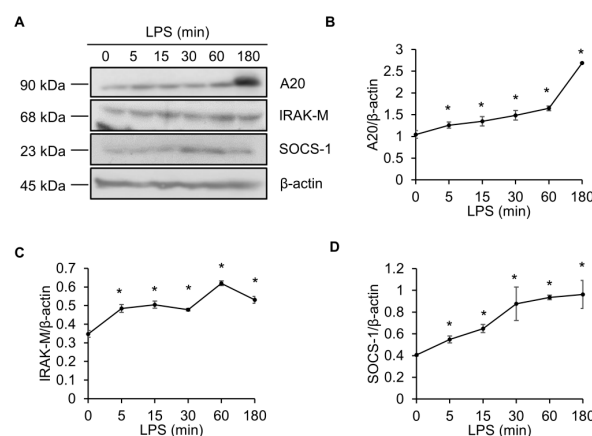 A
LPS (min)
0 5 15 30 60 180
90 kDa A20
68 kDa IRAK-M
23 kDa SOCS-1
45 kDa β-actin
B
A20/β-actin
3
2.5
2
1.5
1
0.5
0
* * * * *
0 5 15 30 60 180
LPS (min)
C
IRAK-M/β-actin
0.7
0.6
0.5
0.4
0.3
0.2
0.1
0
* * * * *
0 5 15 30 60 180
LPS (min)
D
SOCS-1/β-actin
1.2
1
0.8
0.6
0.4
0.2
0
* * * * *
0 5 15 30 60 180
LPS (min)